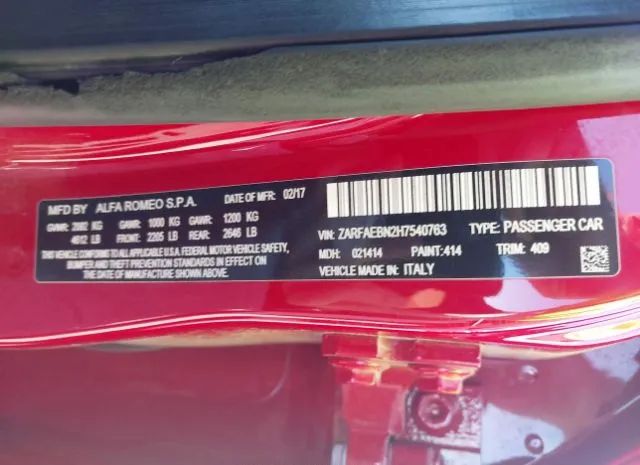 MFD BY ALFA ROMEO S.P.A. DATE OF MFR: 02/17
GVWR: 2092 KG GAWR: 1000 KG GAWR: 1200 KG
4612 LB FRONT: 2205 LB REAR: 2646 LB
THIS VEHICLE CONFORMS TO ALL APPLICABLE U.S.A. FEDERAL MOTOR VEHICLE SAFETY,
BUMPER, AND THEFT PREVENTION STANDARDS IN EFFECT ON
THE DATE OF MANUFACTURE SHOWN ABOVE.
VIN: ZARFAEBN2H7540763 TYPE: PASSENGER CAR
MDH: 021414 PAINT: 414 TRIM: 409
VEHICLE MADE IN: ITALY